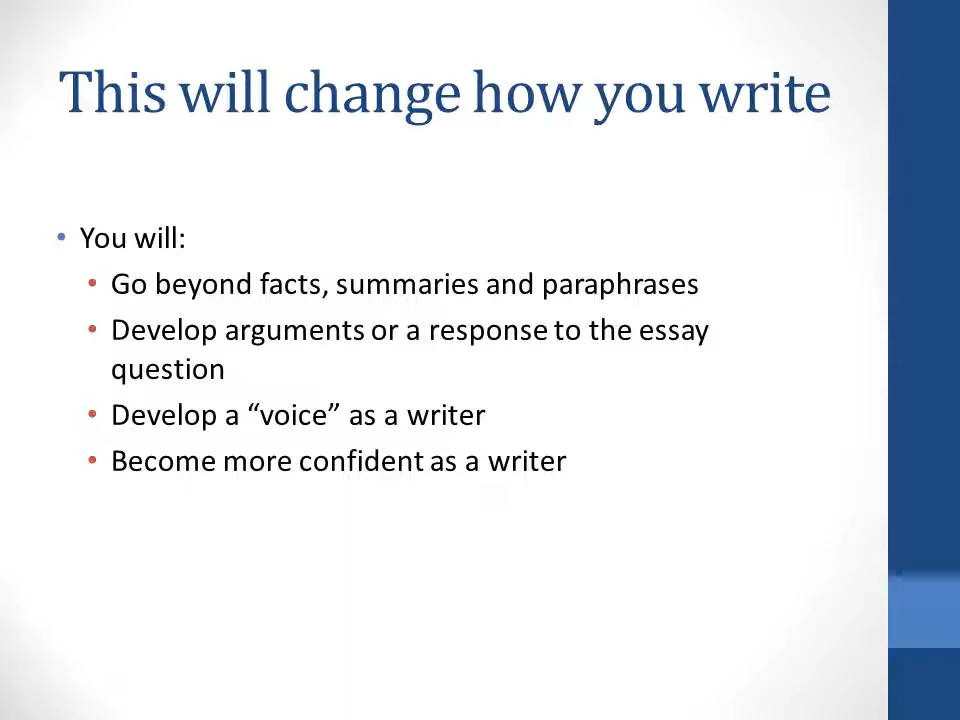 This will change how you write
• You will:
• Go beyond facts, summaries and paraphrases
• Develop arguments or a response to the essay
question
• Develop a “voice” as a writer
• Become more confident as a writer